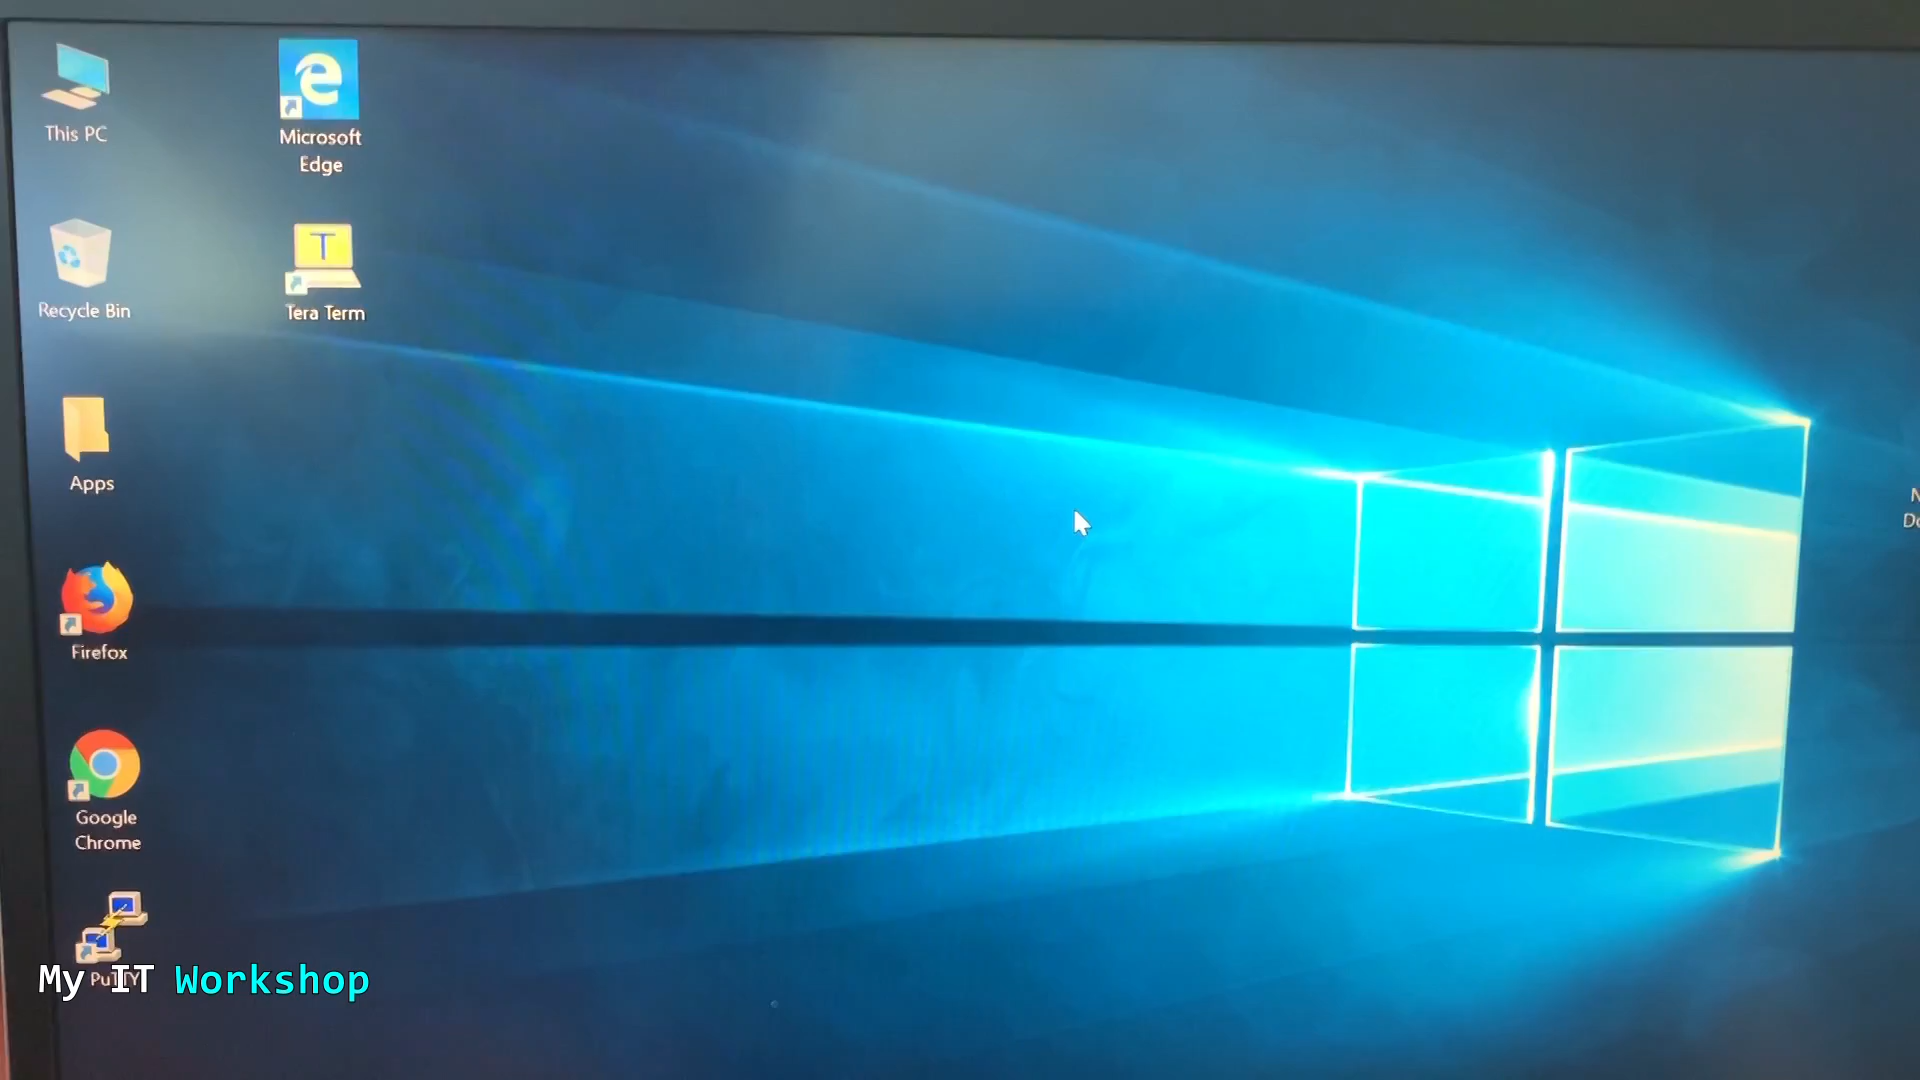 This PC
Microsoft
Edge
T
Recycle Bin
Tera Term
Apps
Firefox
Google
Chrome
PuTTY
My IT Workshop